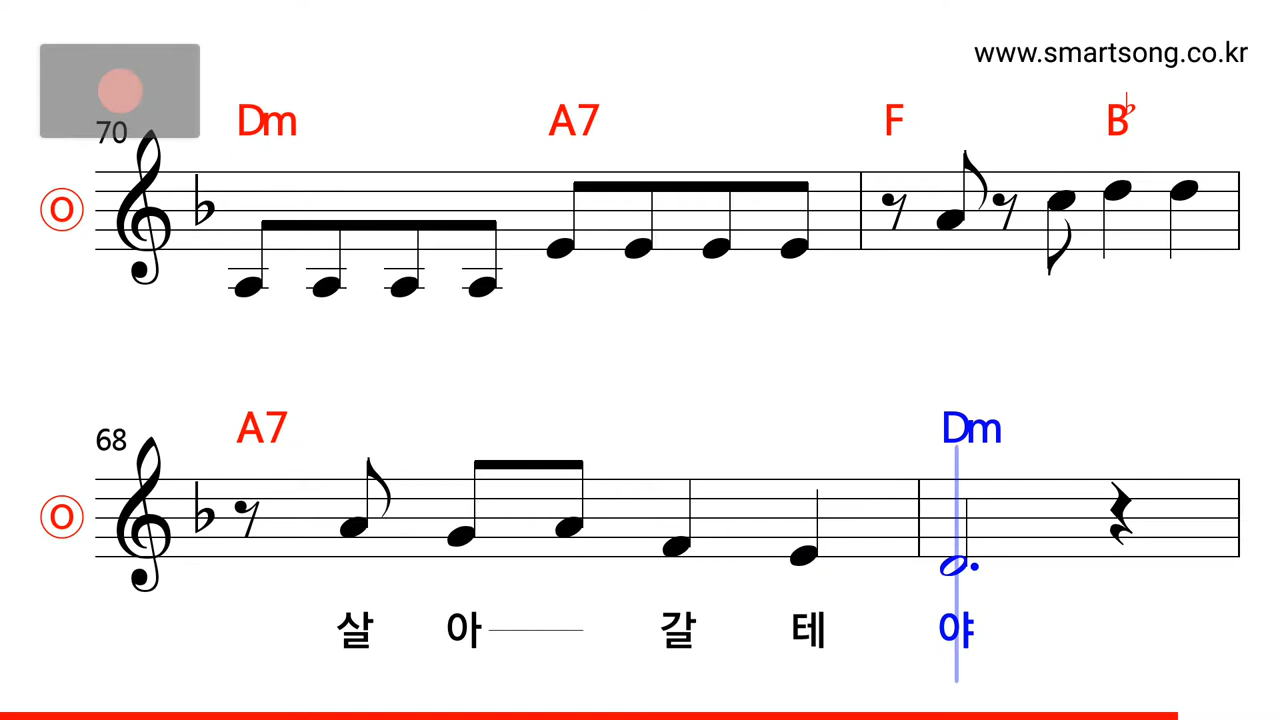 www.smartsong.co.kr
70 Dm A7 F B♭
O
68 A7 Dm
O
살 아 갈 테 야